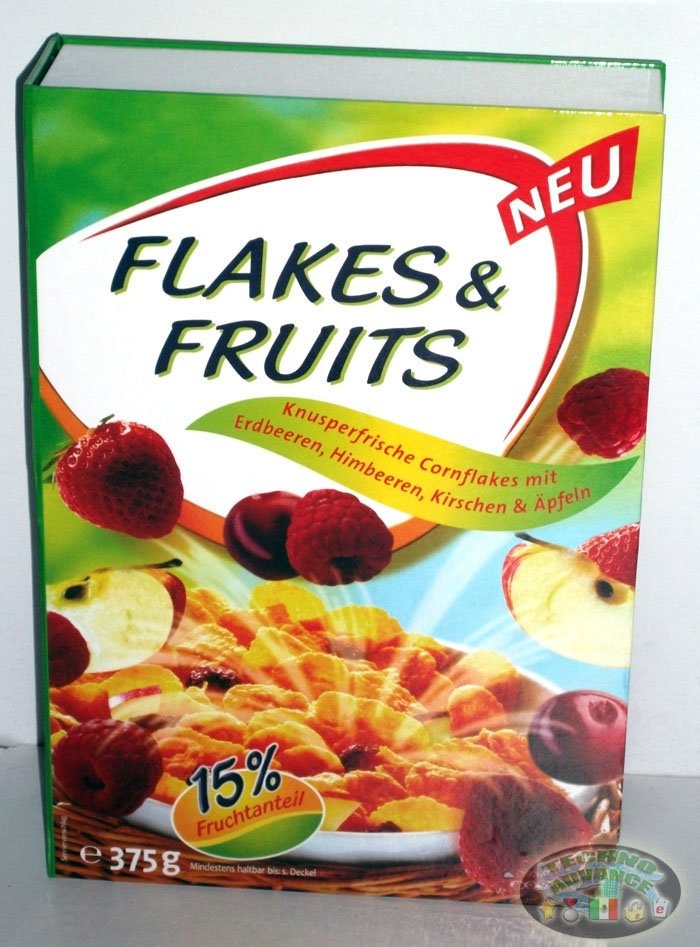 NEU
FLAKES &
FRUITS
Knusperfrische Cornflakes mit
Erdbeeren, Himbeeren, Kirschen & Äpfeln
15%
Fruchtanteil
e 375 g
Mindestens haltbar bis: s. Deckel
Serviervorschlag
TECHNO
ADVANCE